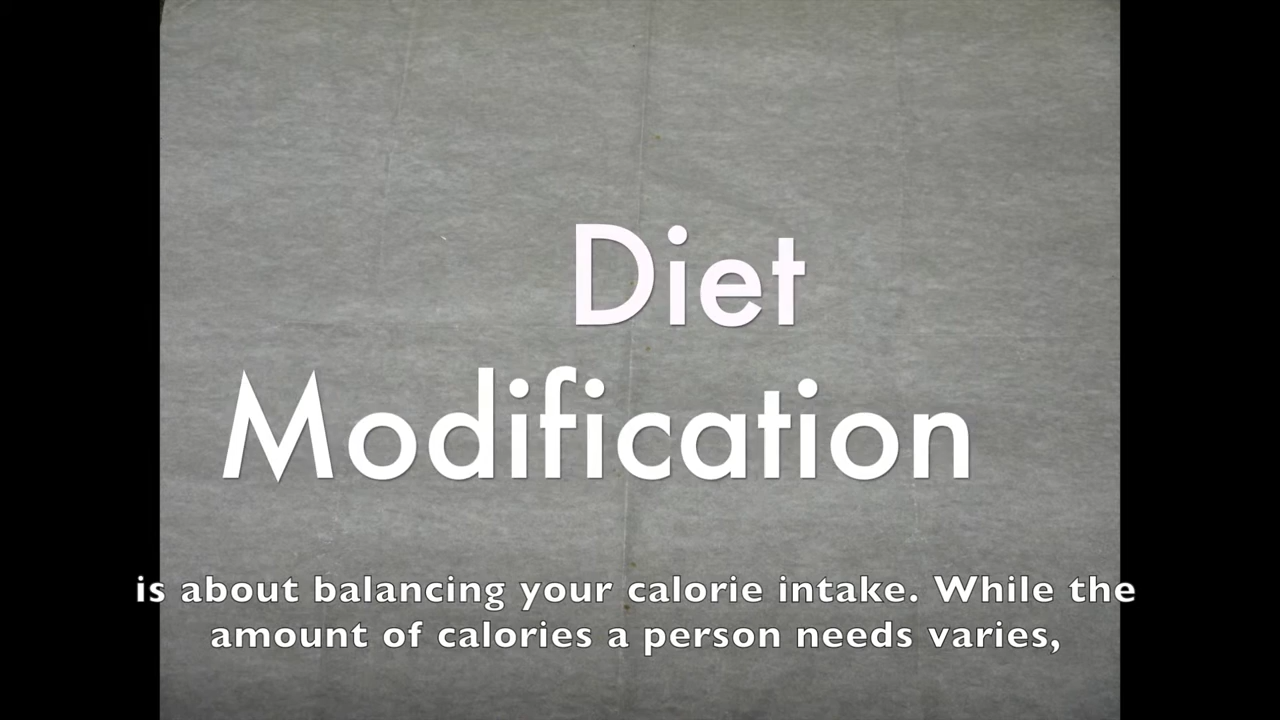 Diet
Modification
is about balancing your calorie intake. While the
amount of calories a person needs varies,